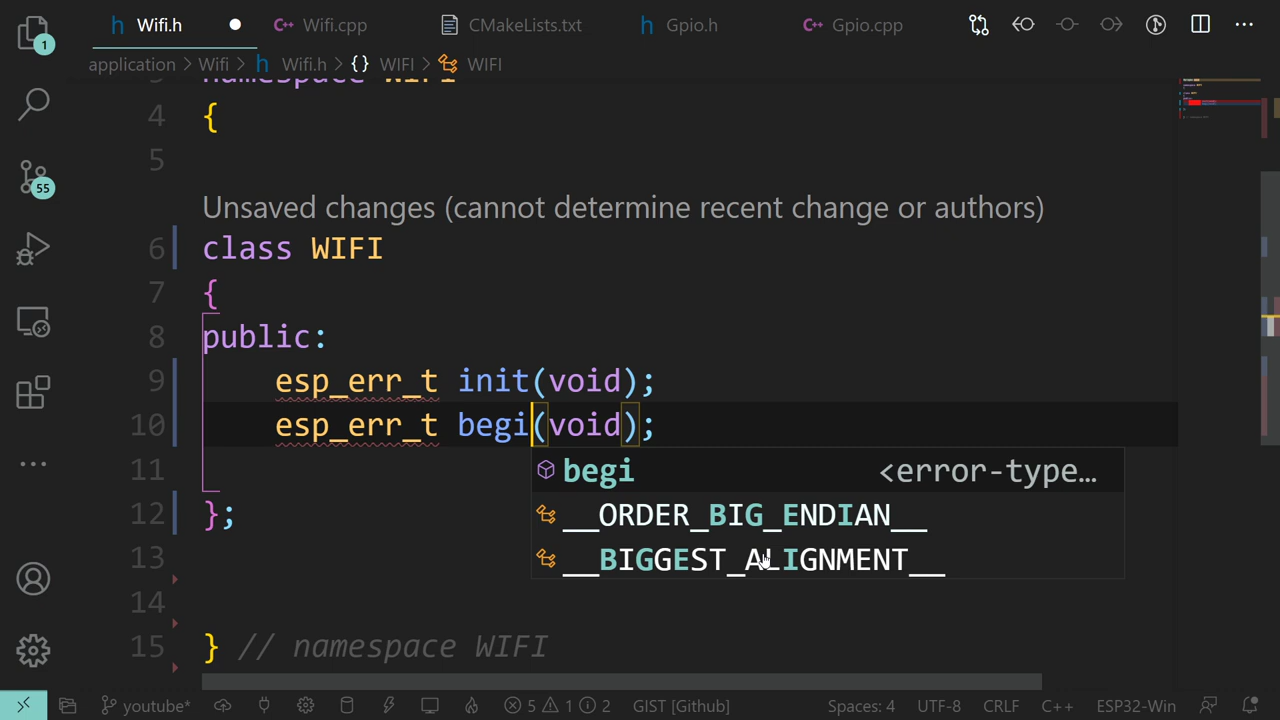 Wifi.h
Wifi.cpp
CMakeLists.txt
Gpio.h
Gpio.cpp
1
application > Wifi > Wifi.h > {} WIFI > WIFI
3 namespace WIFI
4 {
5
Unsaved changes (cannot determine recent change or authors)
6 class WIFI
7 {
8 public:
9 esp_err_t init(void);
10 esp_err_t begi(void);
11
begi <error-type…
12 };
__ORDER_BIG_ENDIAN__
13
__BIGGEST_ALIGNMENT__
14
15 } // namespace WIFI
55
youtube* 5 1 2 GIST [Github] Spaces: 4 UTF-8 CRLF C++ ESP32-Win